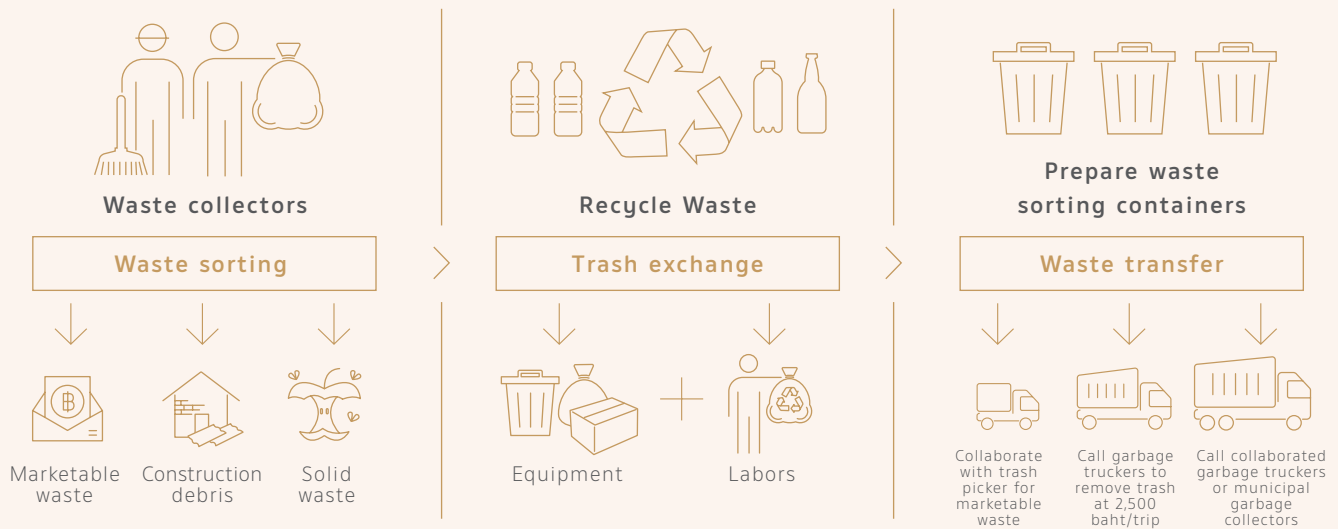 Waste collectors
Waste sorting
Marketable
waste
Construction
debris
Solid
waste
Recycle Waste
Trash exchange
Equipment
Labors
Prepare waste
sorting containers
Waste transfer
Collaborate
with trash
picker for
marketable
waste
Call garbage
truckers to
remove trash
at 2,500
baht/trip
Call collaborated
garbage truckers
or municipal
garbage
collectors